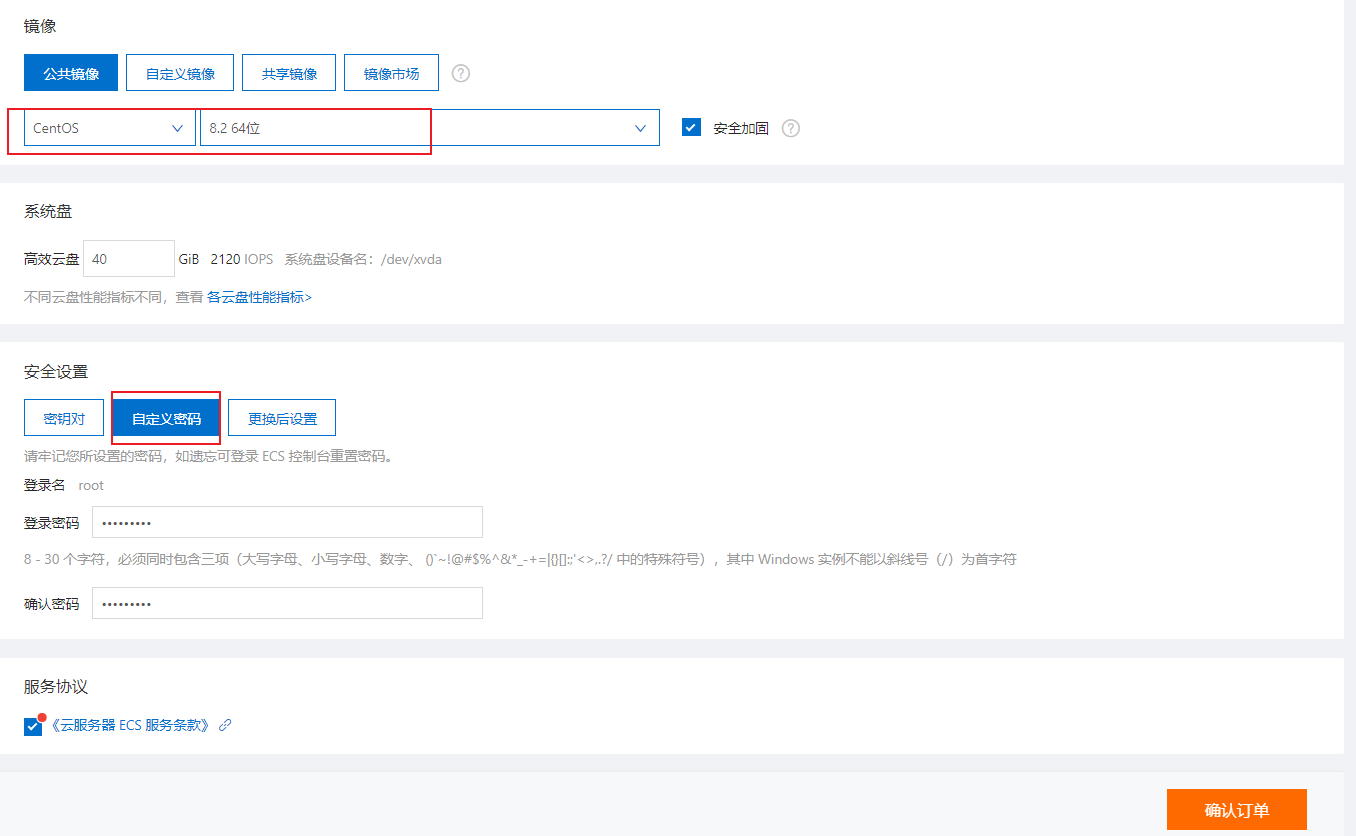 镜像
公共镜像 自定义镜像 共享镜像 镜像市场 ?
CentOS 8.2 64位 安全加固 ?
系统盘
高效云盘 40 GiB 2120 IOPS 系统盘设备名：/dev/xvda
不同云盘性能指标不同，查看 各云盘性能指标>
安全设置
密钥对 自定义密码 更换后设置
请牢记您所设置的密码，如遗忘可登录 ECS 控制台重置密码。
登录名 root
登录密码 •••••••••
8 - 30 个字符，必须同时包含三项（大写字母、小写字母、数字、 ()`~!@#$%^&*_-+=|{}[]:;'<>,.?/ 中的特殊符号），其中 Windows 实例不能以斜线号（/）为首字符
确认密码 •••••••••
服务协议
《云服务器 ECS 服务条款》
确认订单